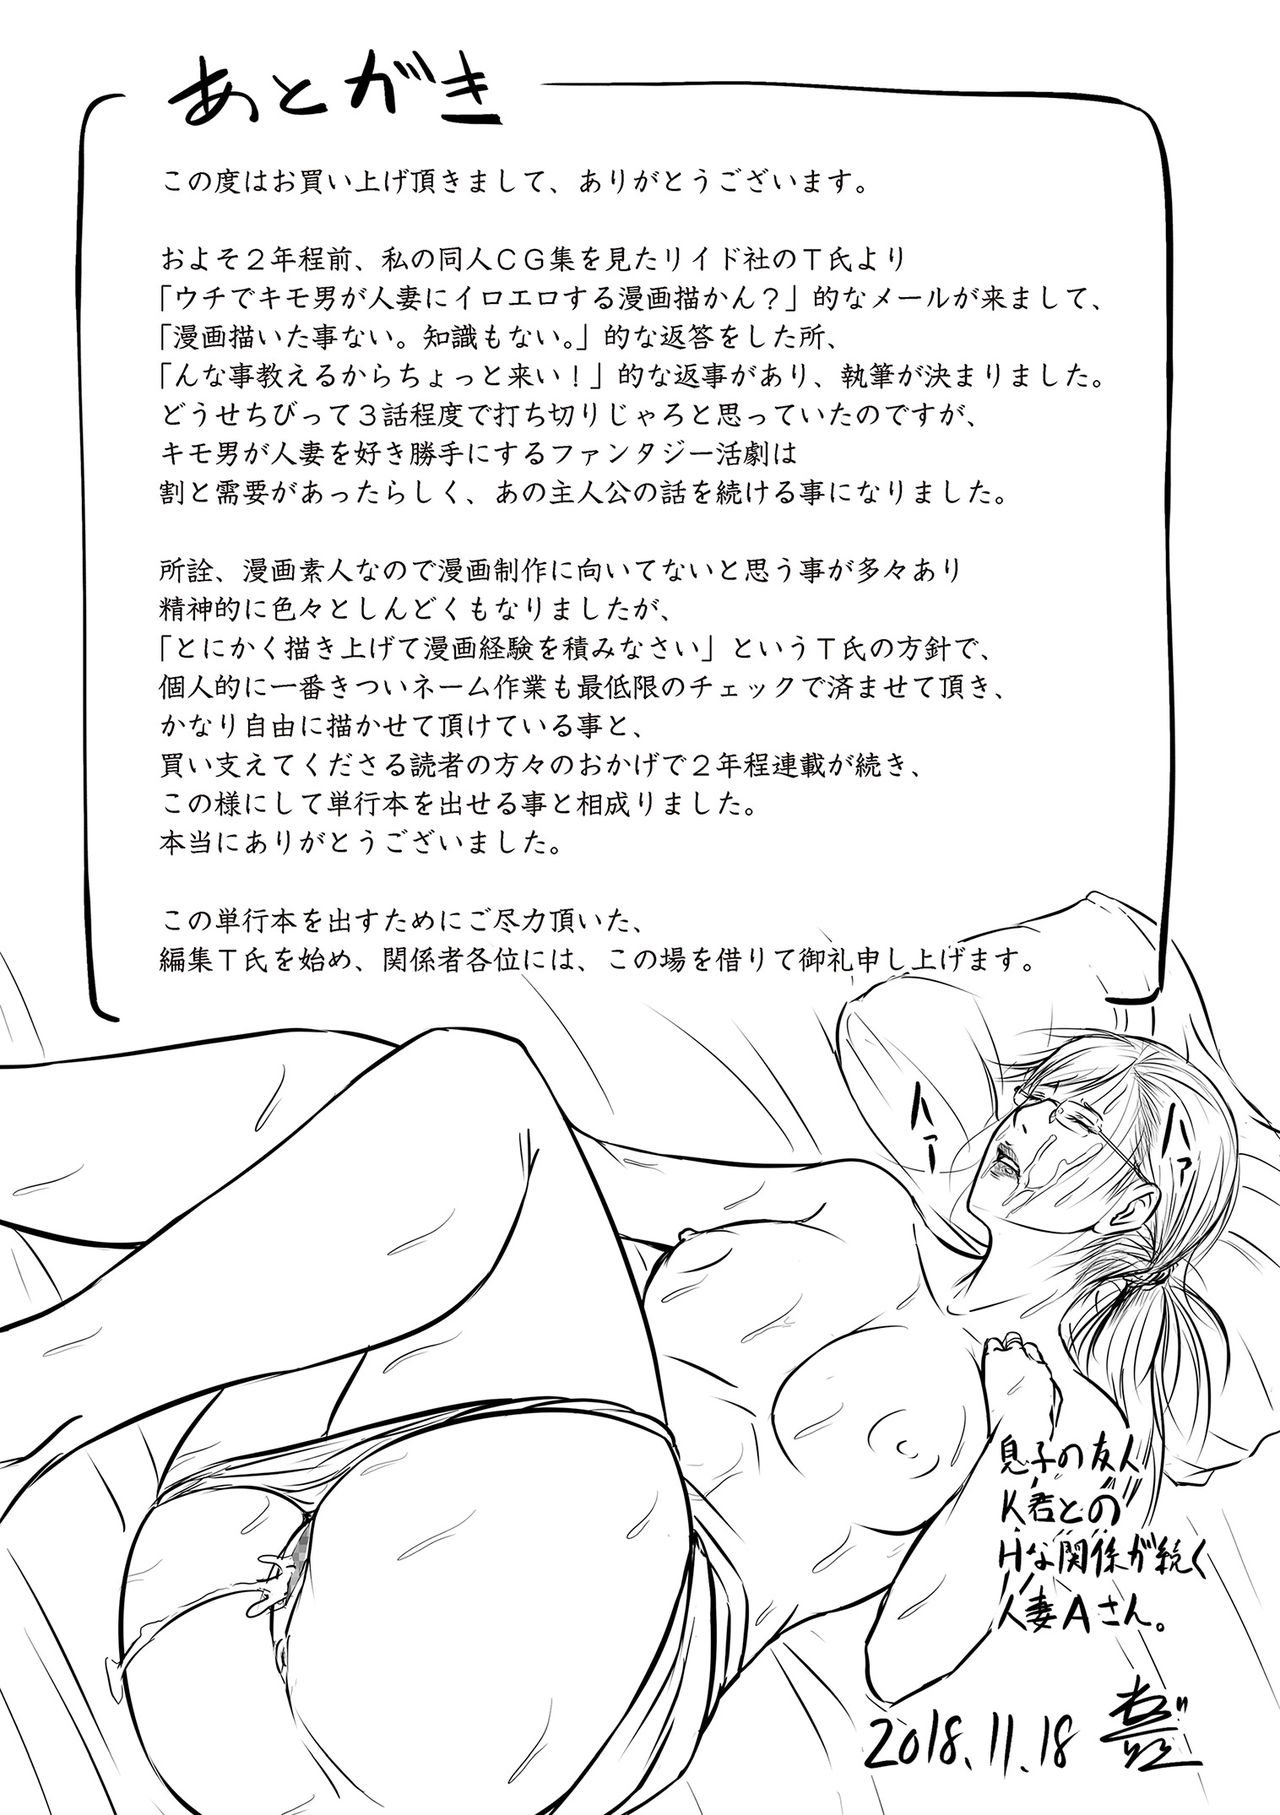 あとがき
この度はお買い上げ頂きまして、ありがとうございます。
およそ２年程前、私の同人ＣＧ集を見たリイド社のＴ氏より
「ウチでキモ男が人妻にイロエロする漫画描かん？」的なメールが来まして、
「漫画描いた事ない。知識もない。」的な返答をした所、
「んな事教えるからちょっと来い！」的な返事があり、執筆が決まりました。
どうせちびって３話程度で打ち切りじゃろと思っていたのですが、
キモ男が人妻を好き勝手にするファンタジー活劇は
割と需要があったらしく、あの主人公の話を続ける事になりました。
所詮、漫画素人なので漫画制作に向いてないと思う事が多々あり
精神的に色々としんどくもなりましたが、
「とにかく描き上げて漫画経験を積みなさい」というＴ氏の方針で、
個人的に一番きついネーム作業も最低限のチェックで済ませて頂き、
かなり自由に描かせて頂けている事と、
買い支えてくださる読者の方々のおかげで２年程連載が続き、
この様にして単行本を出せる事と相成りました。
本当にありがとうございました。
この単行本を出すためにご尽力頂いた、
編集Ｔ氏を始め、関係者各位には、この場を借りて御礼申し上げます。
ハァ
ハァ
息子の友人
K君との
Hな関係が続く
人妻Aさん。
2018.11.18